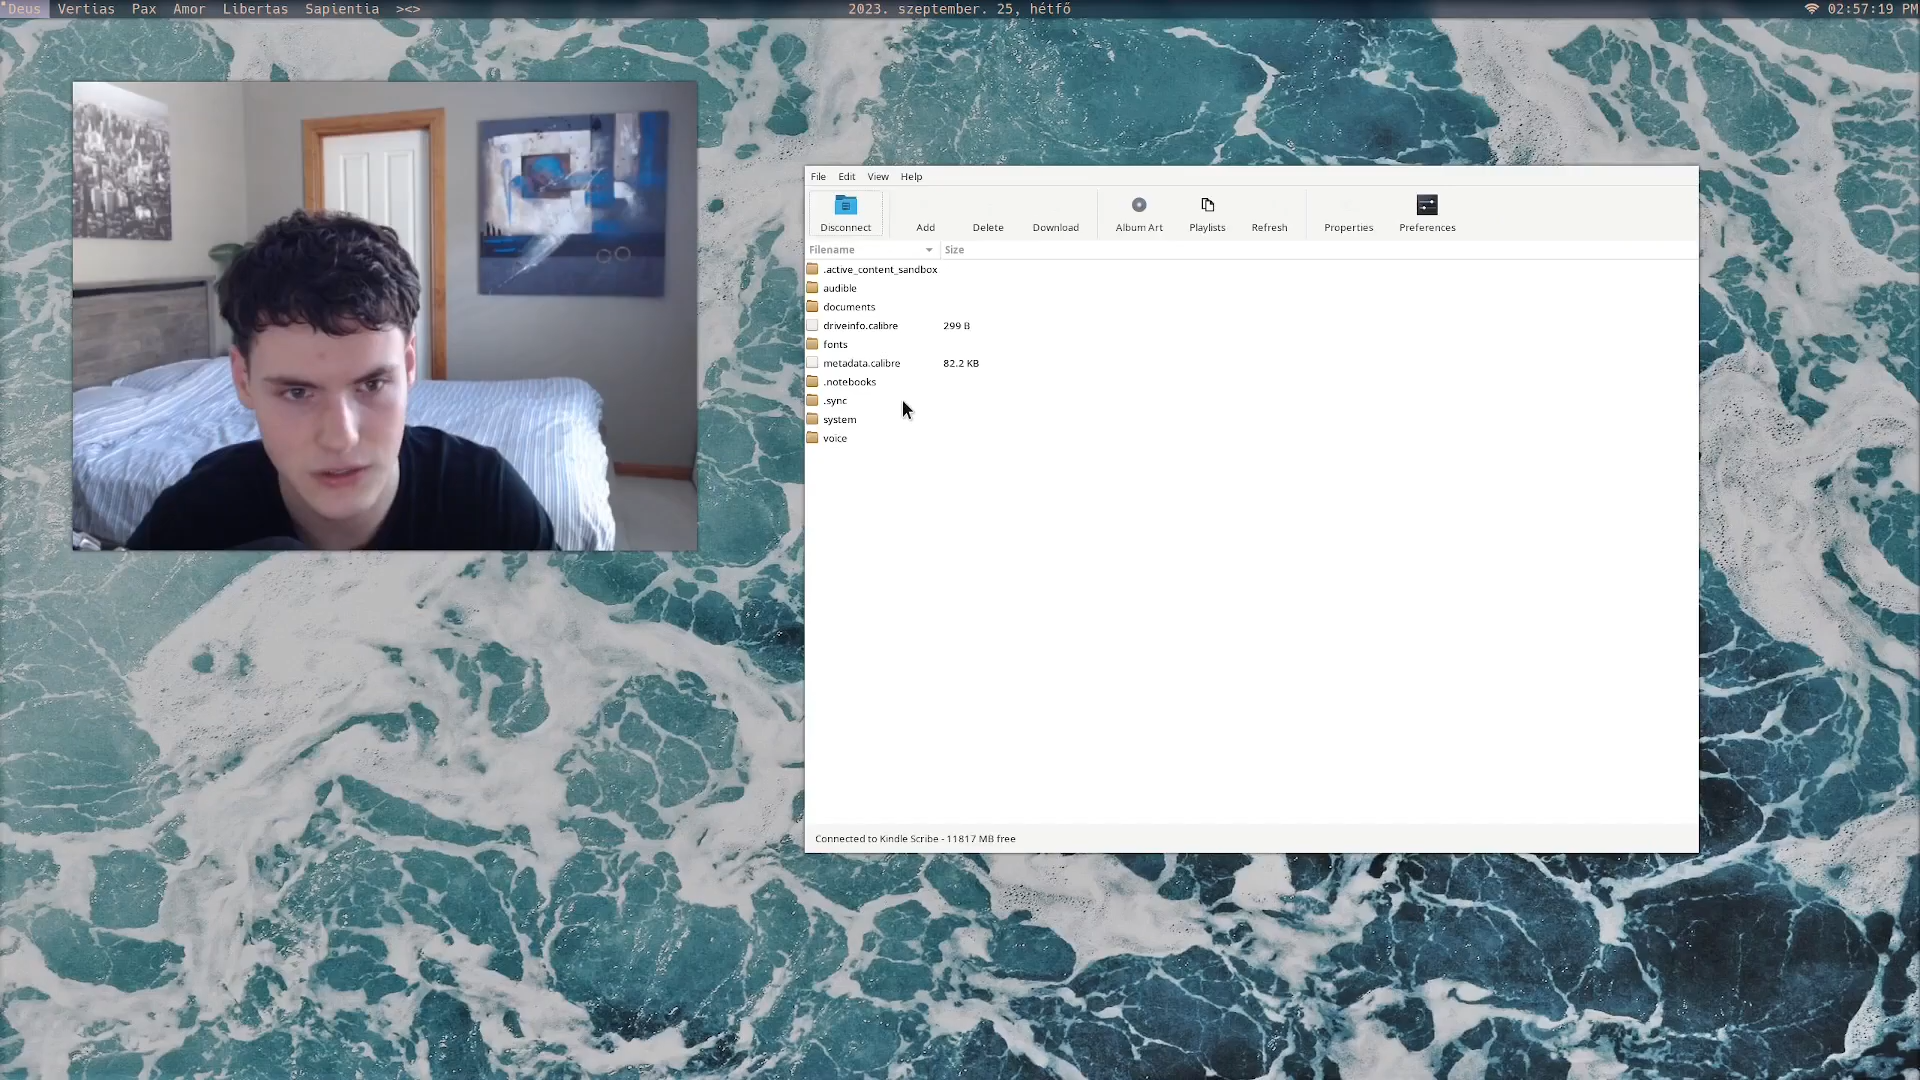 Deus Vertias Pax Amor Libertas Sapientia ><> 2023. szeptember. 25, hétfő 02:57:19 PM
File Edit View Help
Disconnect Add Delete Download Album Art Playlists Refresh Properties Preferences
Filename Size
.active_content_sandbox
audible
documents
driveinfo.calibre 299 B
fonts
metadata.calibre 82.2 KB
.notebooks
.sync
system
voice
Connected to Kindle Scribe - 11817 MB free